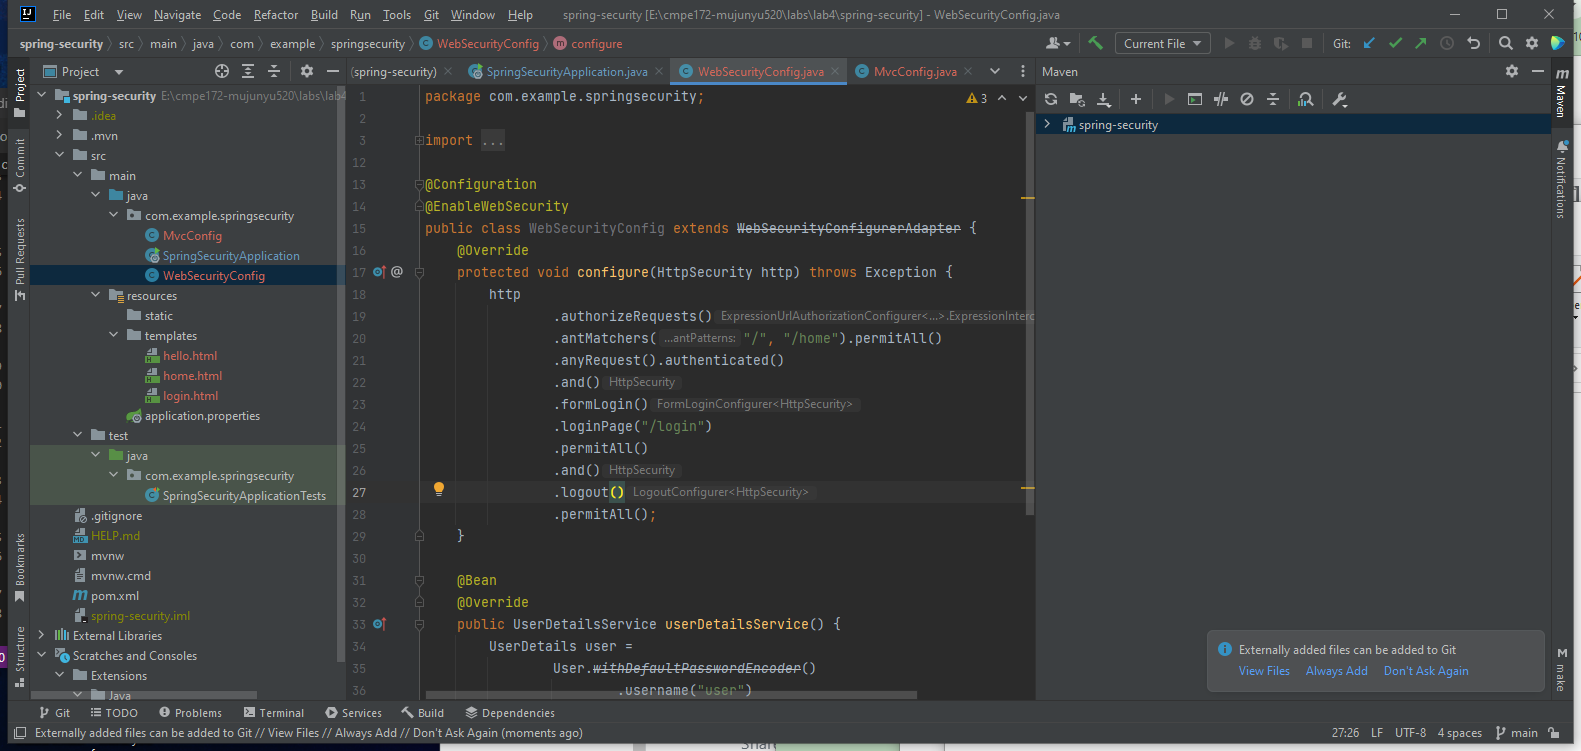 File Edit View Navigate Code Refactor Build Run Tools Git Window Help spring-security [E:\cmpe172-mujunyu520\labs\lab4\spring-security] - WebSecurityConfig.java
spring-security src main java com example springsecurity WebSecurityConfig configure Current File Git:
Project (spring-security) SpringSecurityApplication.java WebSecurityConfig.java MvcConfig.java Maven
Project
Commit
Pull Requests
Bookmarks
Structure
spring-security E:\cmpe172-mujunyu520\labs\lab4
.idea
.mvn
src
main
java
com.example.springsecurity
MvcConfig
SpringSecurityApplication
WebSecurityConfig
resources
static
templates
hello.html
home.html
login.html
application.properties
test
java
com.example.springsecurity
SpringSecurityApplicationTests
.gitignore
HELP.md
mvnw
mvnw.cmd
pom.xml
spring-security.iml
External Libraries
Scratches and Consoles
Extensions
Java
1 package com.example.springsecurity; 3
2
3 import ...
12
13 @Configuration
14 @EnableWebSecurity
15 public class WebSecurityConfig extends WebSecurityConfigurerAdapter {
16 @Override
17 @ protected void configure(HttpSecurity http) throws Exception {
18 http
19 .authorizeRequests() ExpressionUrlAuthorizationConfigurer<...>.ExpressionInterc
20 .antMatchers( ...antPatterns: "/", "/home").permitAll()
21 .anyRequest().authenticated()
22 .and() HttpSecurity
23 .formLogin() FormLoginConfigurer<HttpSecurity>
24 .loginPage("/login")
25 .permitAll()
26 .and() HttpSecurity
27 .logout() LogoutConfigurer<HttpSecurity>
28 .permitAll();
29 }
30
31 @Bean
32 @Override
33 public UserDetailsService userDetailsService() {
34 UserDetails user =
35 User.withDefaultPasswordEncoder()
36 .username("user")
spring-security
Maven
Notifications
make
Externally added files can be added to Git
View Files Always Add Don't Ask Again
Git TODO Problems Terminal Services Build Dependencies
Externally added files can be added to Git // View Files // Always Add // Don't Ask Again (moments ago) 27:26 LF UTF-8 4 spaces main